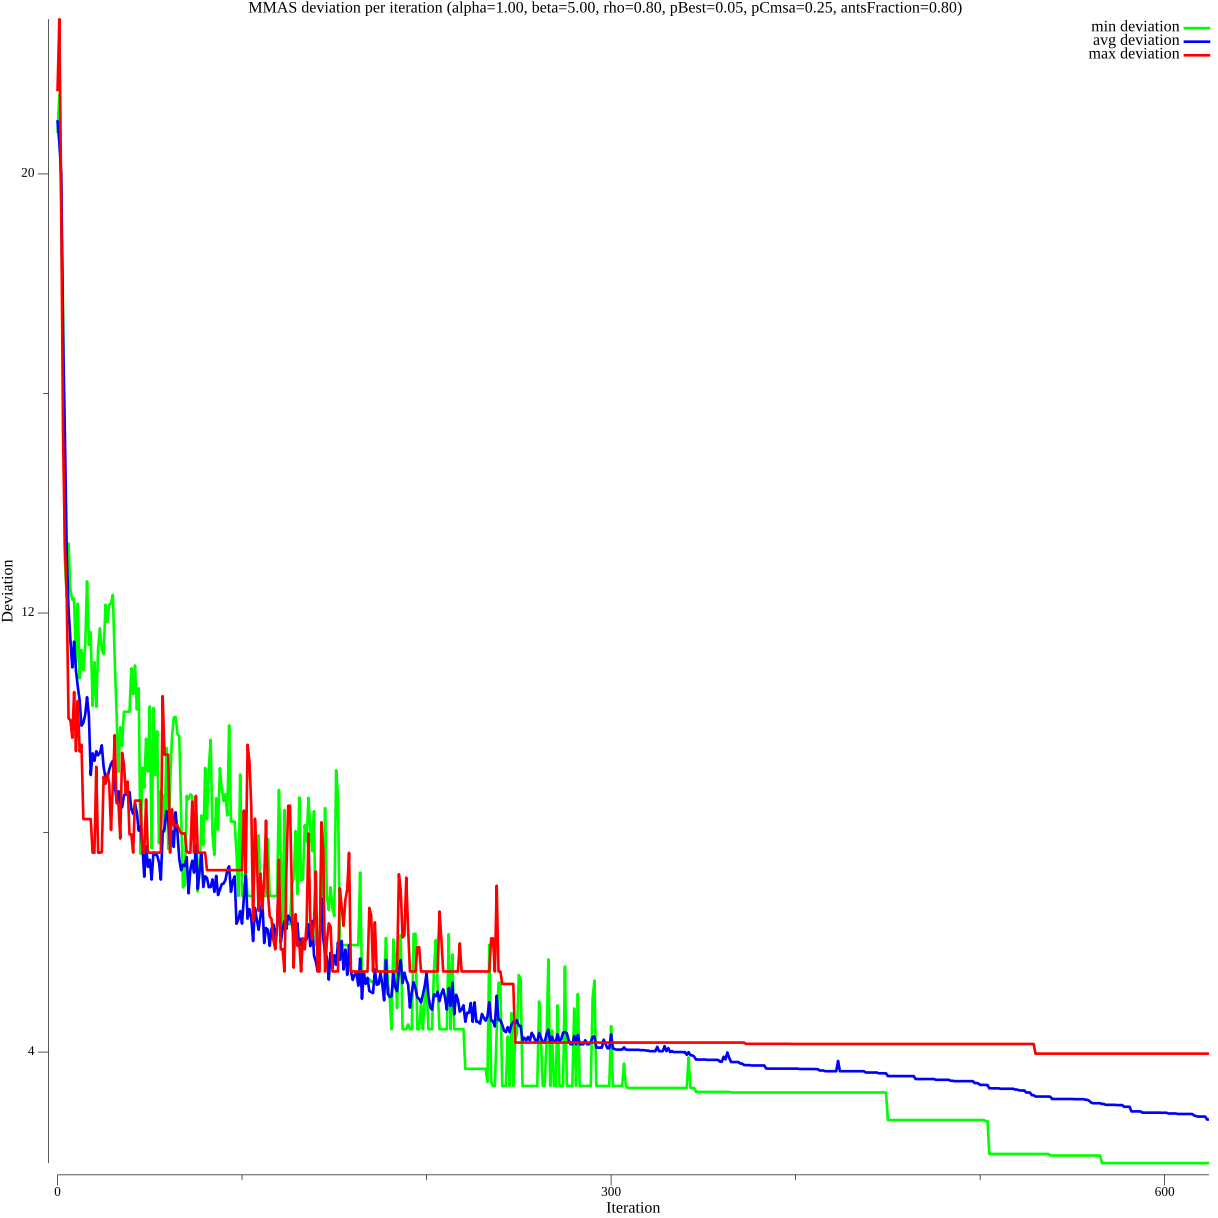 MMAS deviation per iteration (alpha=1.00, beta=5.00, rho=0.80, pBest=0.05, pCmsa=0.25, antsFraction=0.80)
min deviation
avg deviation
max deviation
20
12
4
Deviation
0
300
600
Iteration